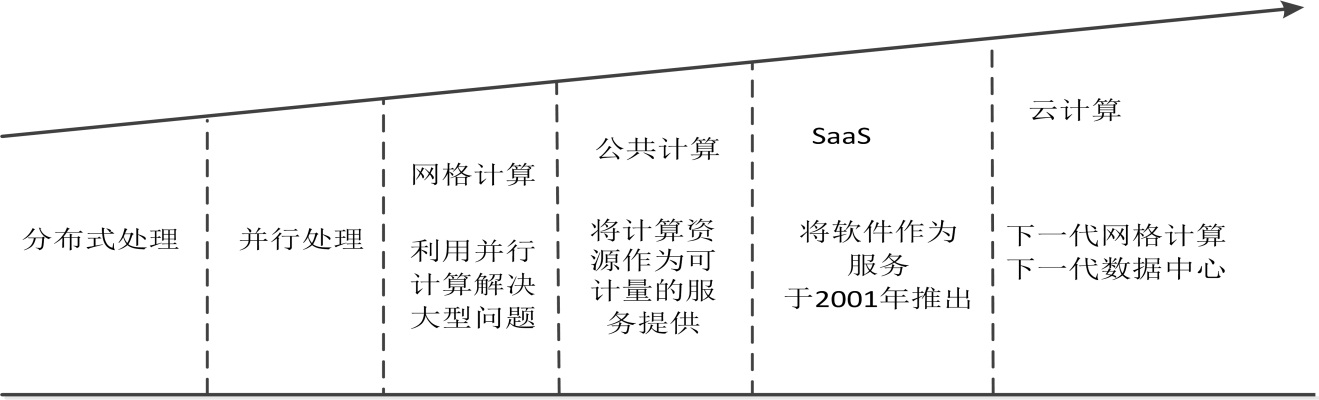 分布式处理
并行处理
网格计算
利用并行
计算解决
大型问题
公共计算
将计算资
源作为可
计量的服
务提供
SaaS
将软件作为
服务
于2001年推出
云计算
下一代网格计算
下一代数据中心